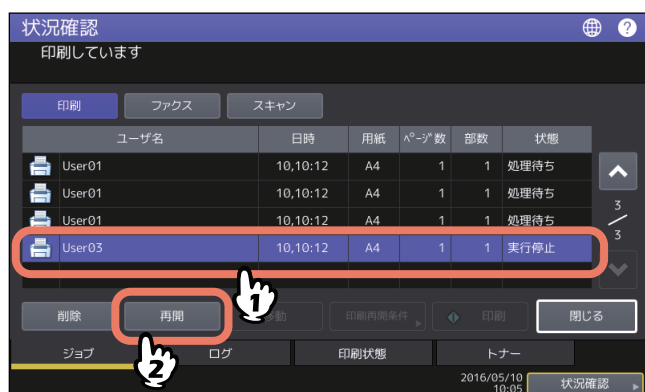 状況確認 ?
印刷しています
印刷 ファクス スキャン
ユーザ名 日時 用紙 ページ数 部数 状態
User01 10,10:12 A4 1 1 処理待ち
User01 10,10:12 A4 1 1 処理待ち
User01 10,10:12 A4 1 1 処理待ち
User03 10,10:12 A4 1 1 実行停止
3
3
1
削除 再開 移動 印刷再開条件 印刷 閉じる
2
ジョブ ログ 印刷状態 トナー
2016/05/10
10:05
状況確認